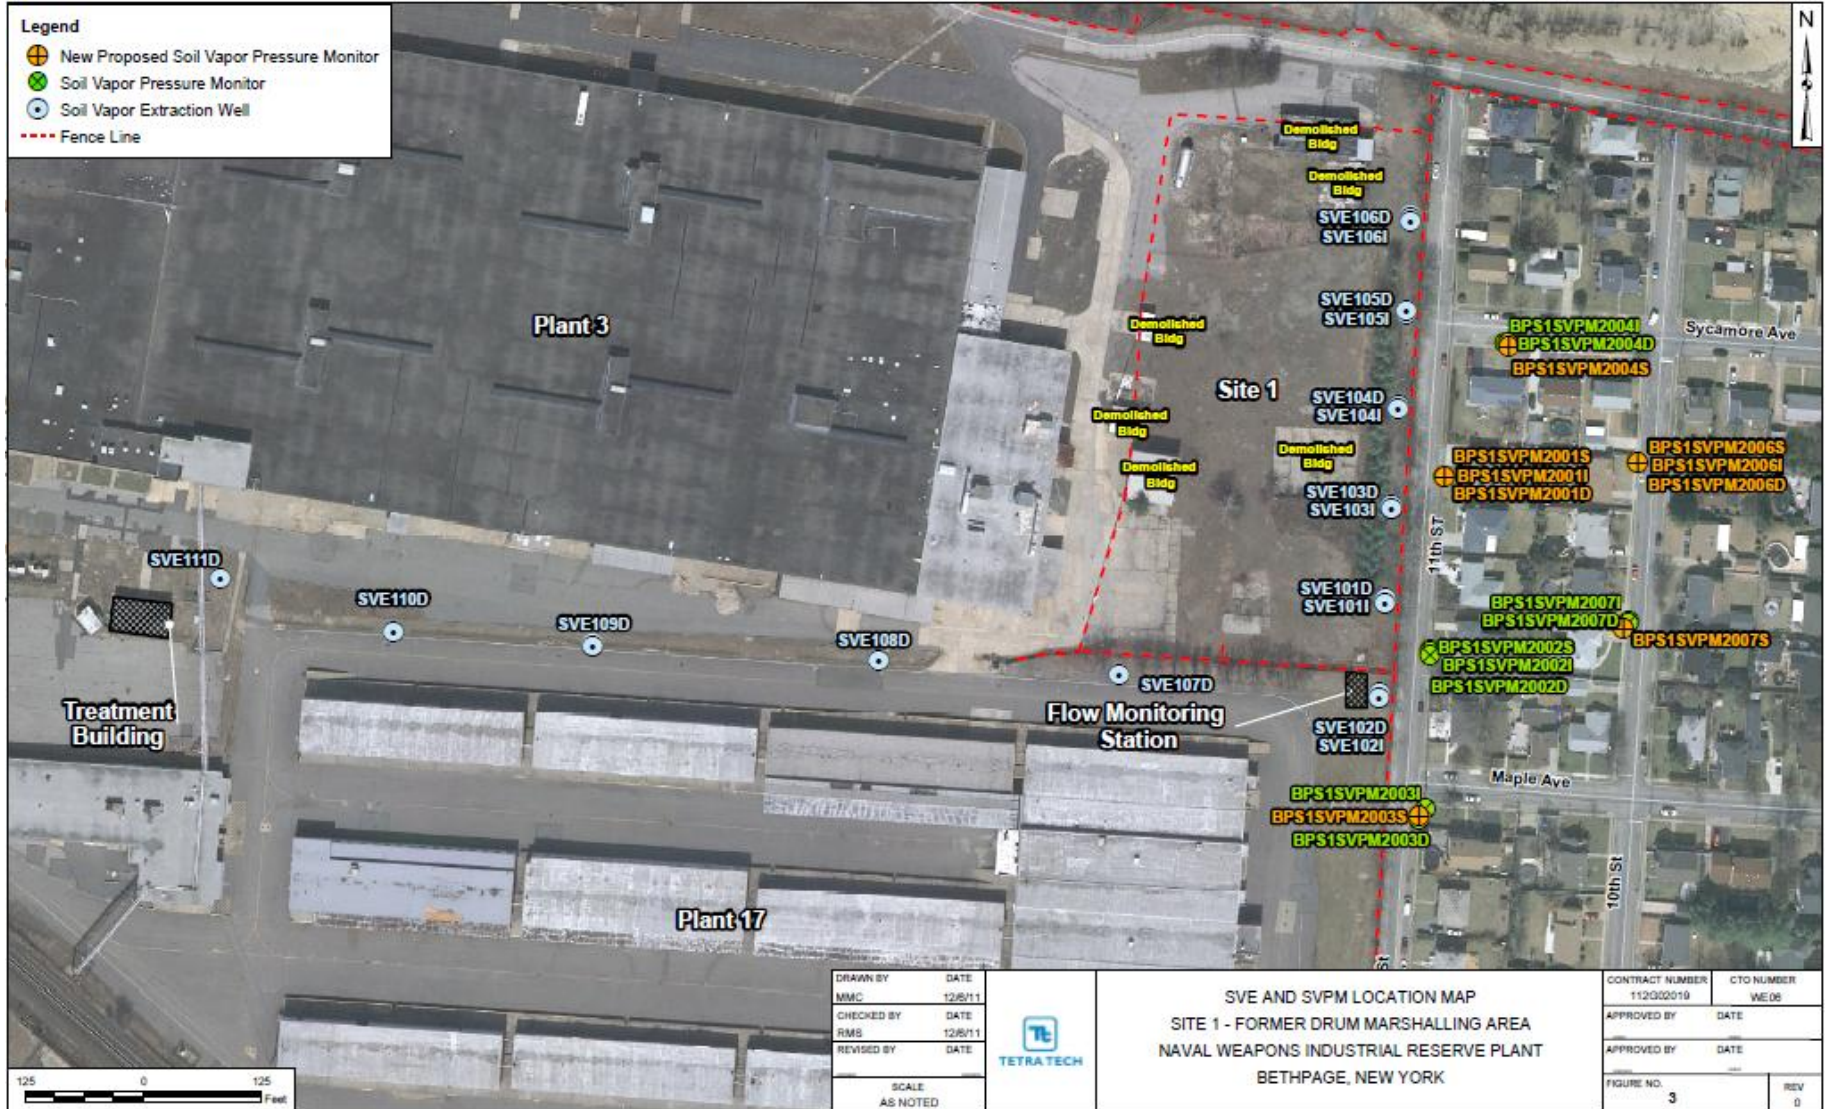 Legend
New Proposed Soil Vapor Pressure Monitor
Soil Vapor Pressure Monitor
Soil Vapor Extraction Well
Fence Line
N
Demolished
Bldg
Demolished
Bldg
SVE106D
SVE106I
SVE105D
SVE105I
Plant 3
Demolished
Bldg
BPS1SVPM2004I
BPS1SVPM2004D
BPS1SVPM2004S
Sycamore Ave
Site 1
SVE104D
SVE104I
Demolished
Bldg
Demolished
Bldg
Demolished
Bldg
BPS1SVPM2001S
BPS1SVPM2001I
BPS1SVPM2001D
BPS1SVPM2006S
BPS1SVPM2006I
BPS1SVPM2006D
SVE103D
SVE103I
11th ST
SVE111D
SVE110D
SVE109D
SVE108D
SVE101D
SVE101I
BPS1SVPM2007I
BPS1SVPM2007D
BPS1SVPM2007S
BPS1SVPM2002S
BPS1SVPM2002I
BPS1SVPM2002D
SVE107D
Treatment
Building
Flow Monitoring
Station
SVE102D
SVE102I
Maple Ave
BPS1SVPM2003I
BPS1SVPM2003S
BPS1SVPM2003D
10th St
Plant 17
St
DRAWN BY DATE
MMC 12/6/11
CHECKED BY DATE
RMS 12/6/11
REVISED BY DATE
SCALE
AS NOTED
TETRA TECH
SVE AND SVPM LOCATION MAP
SITE 1 - FORMER DRUM MARSHALLING AREA
NAVAL WEAPONS INDUSTRIAL RESERVE PLANT
BETHPAGE, NEW YORK
CONTRACT NUMBER CTO NUMBER
112G02019 WE06
APPROVED BY DATE
APPROVED BY DATE
FIGURE NO. REV
3 0
125 0 125
Feet